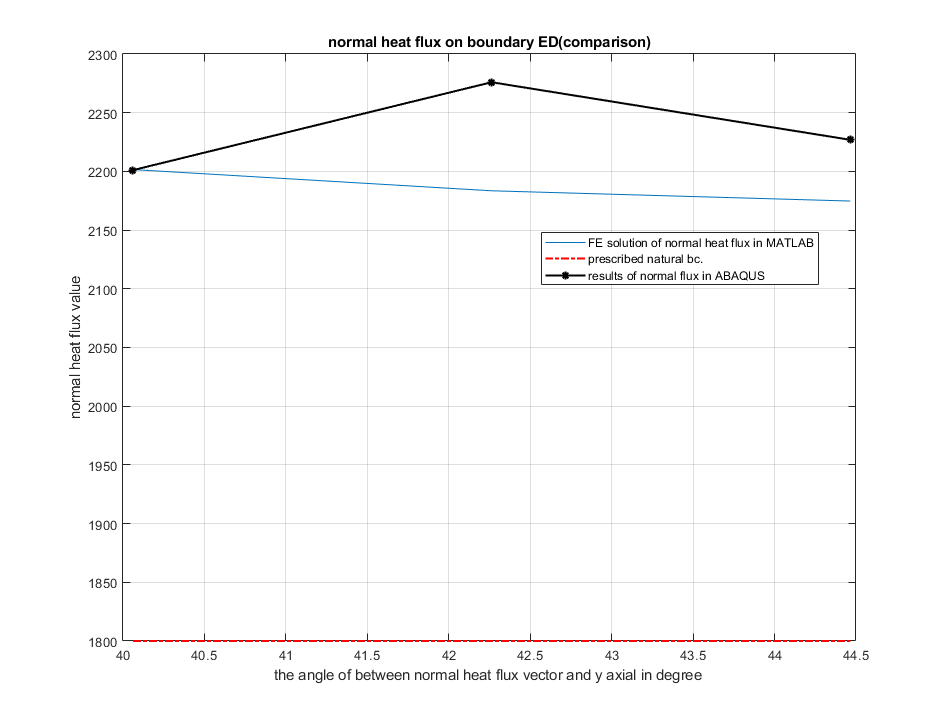 normal heat flux on boundary ED(comparison)
2300
2250
2200
2150
2100
2050
2000
1950
1900
1850
1800
normal heat flux value
FE solution of normal heat flux in MATLAB
prescribed natural bc.
results of normal flux in ABAQUS
40 40.5 41 41.5 42 42.5 43 43.5 44 44.5
the angle of between normal heat flux vector and y axial in degree